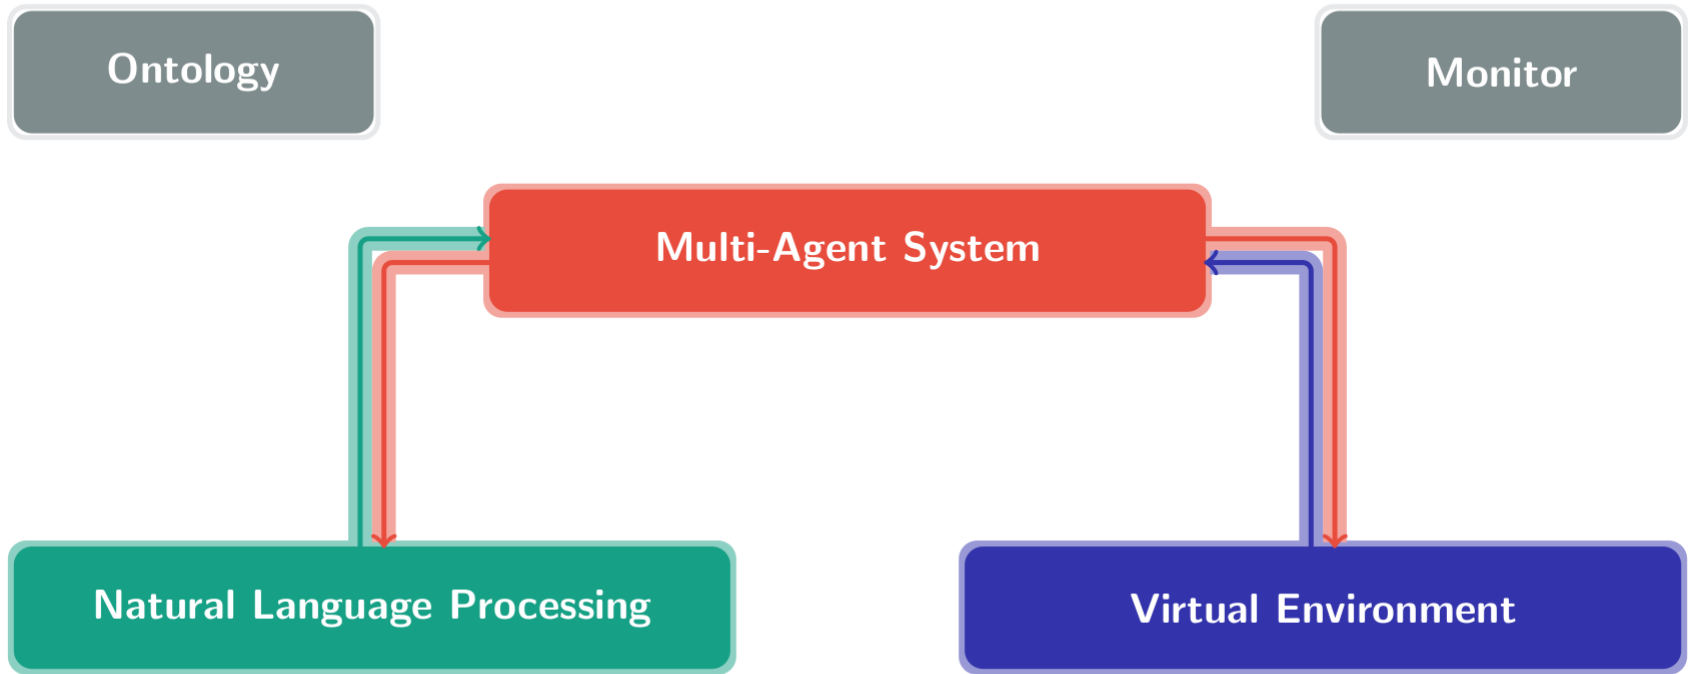 Ontology
Monitor
Multi-Agent System
Natural Language Processing
Virtual Environment